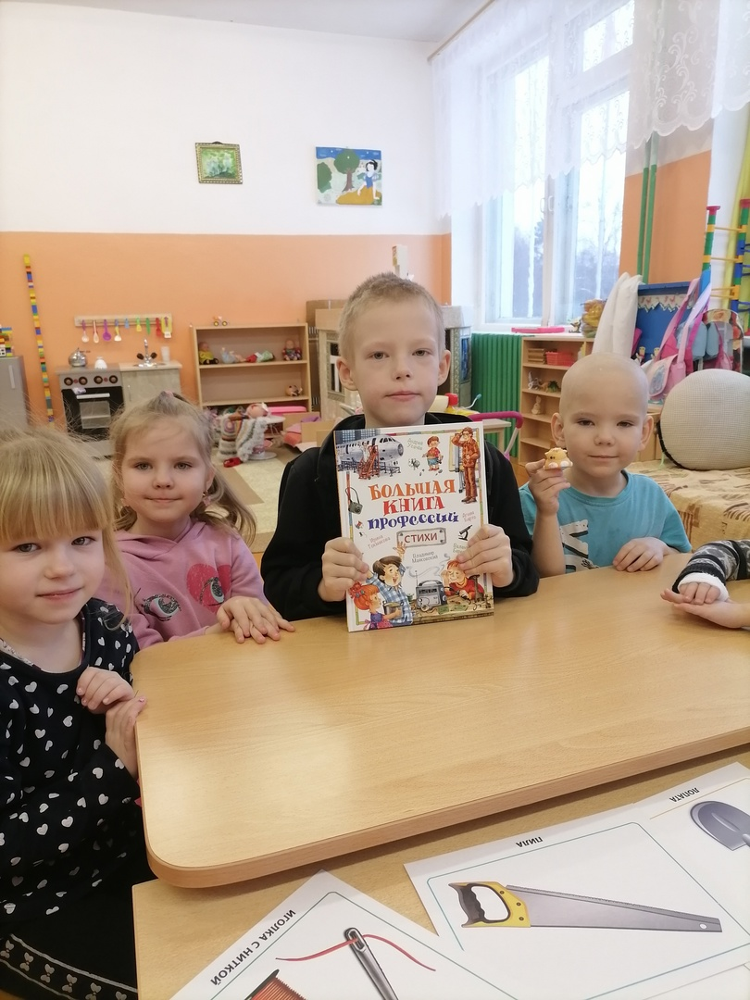 БОЛЬШАЯ
КНИГА
ПРОФЕССИЙ
СТИХИ
Владимир
Маяковский
ЛОПАТА
ПИЛА
ИГОЛКА С НИТКОЙ